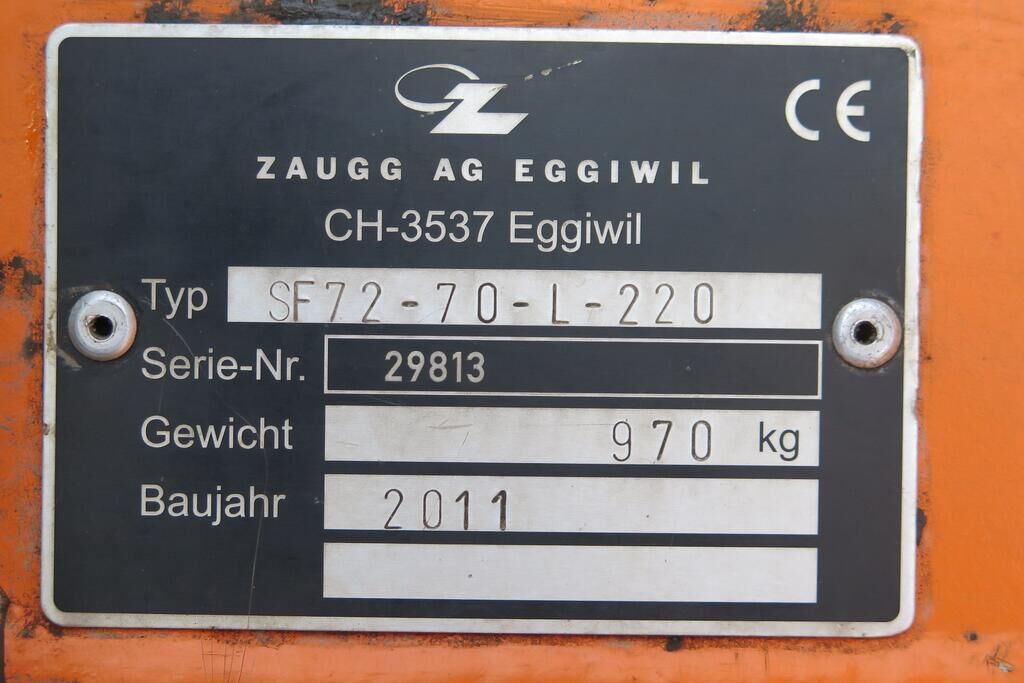 CE
ZAUGG AG EGGIWIL
CH-3537 Eggiwil
Typ SF72-70-L-220
Serie-Nr. 29813
Gewicht 970 kg
Baujahr 2011